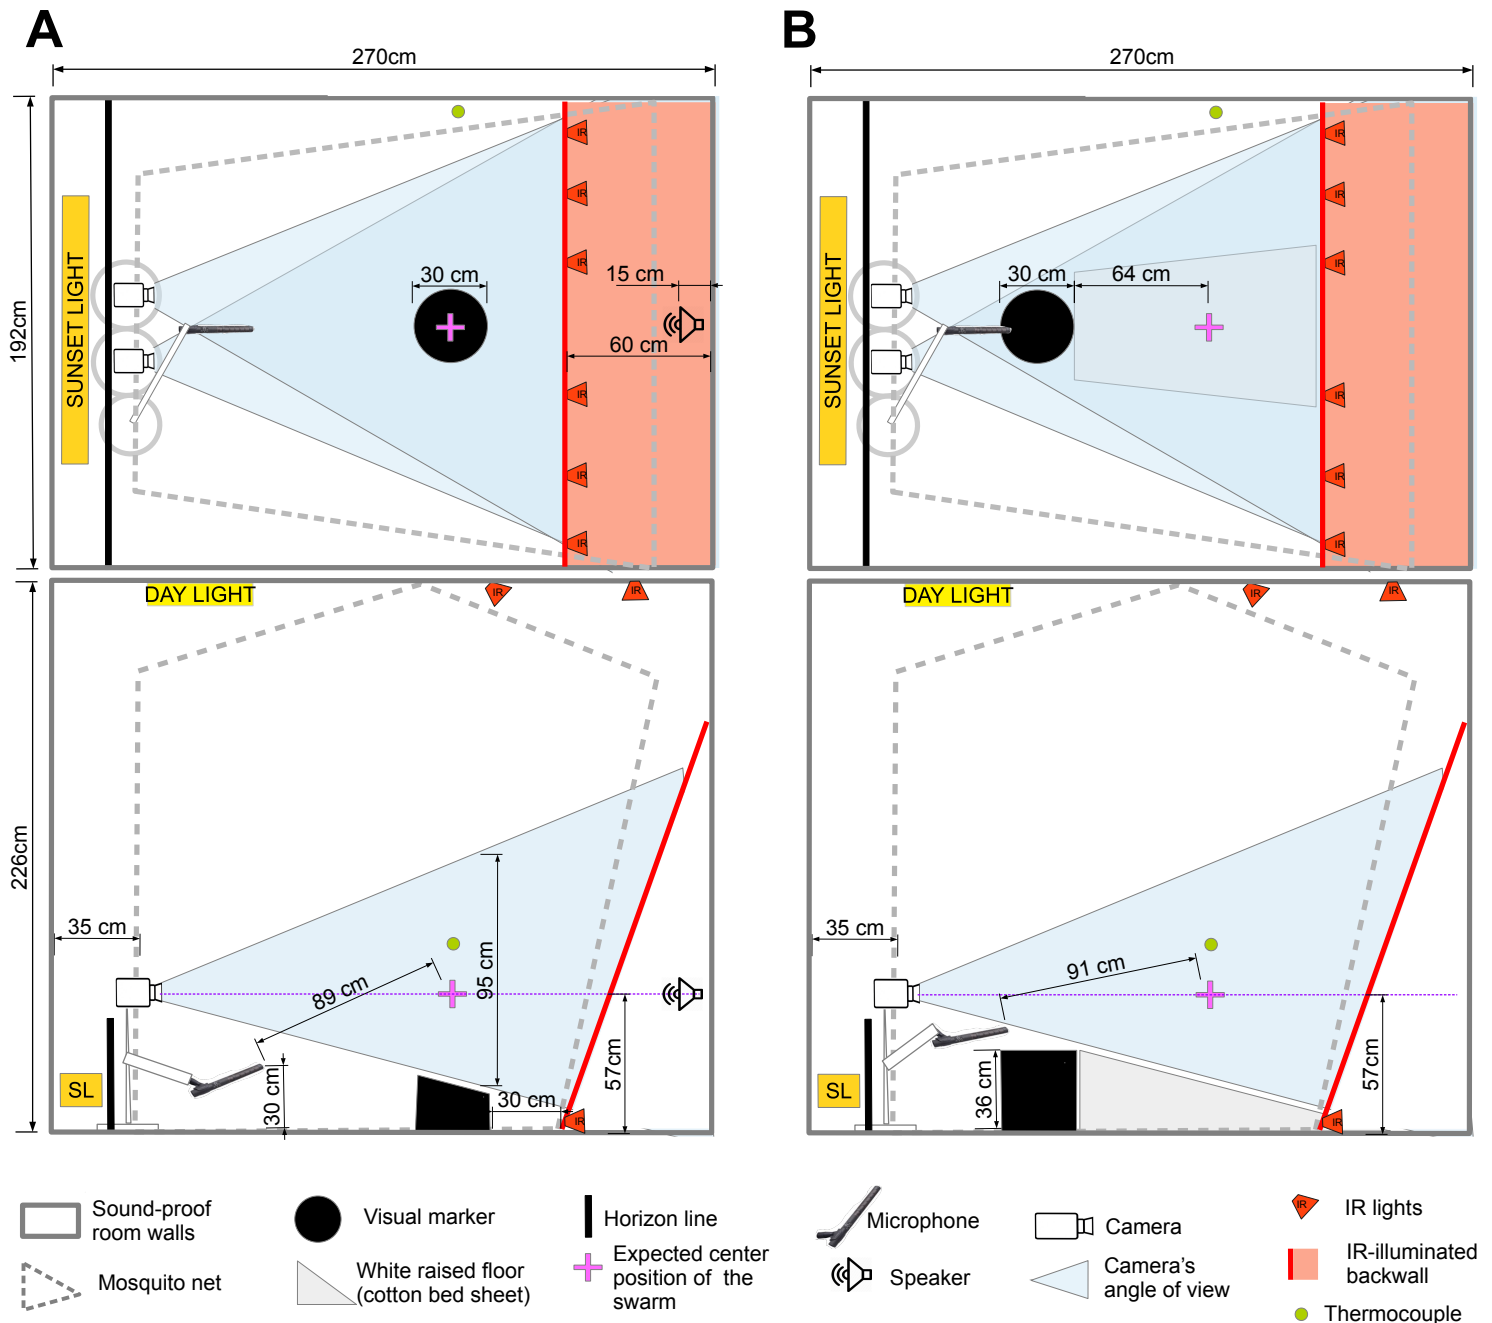 A
B
270cm
270cm
192cm
SUNSET LIGHT
30 cm
15 cm
60 cm
IR
IR
IR
IR
IR
IR
SUNSET LIGHT
30 cm
64 cm
IR
IR
IR
IR
IR
IR
226cm
DAY LIGHT
IR
IR
35 cm
89 cm
95 cm
57cm
SL
30 cm
30 cm
IR
DAY LIGHT
IR
IR
35 cm
91 cm
57cm
SL
36 cm
IR
Sound-proof
room walls
Mosquito net
Visual marker
White raised floor
(cotton bed sheet)
Horizon line
Expected center
position of the
swarm
Microphone
Speaker
Camera
Camera's
angle of view
IR
IR lights
IR-illuminated
backwall
Thermocouple